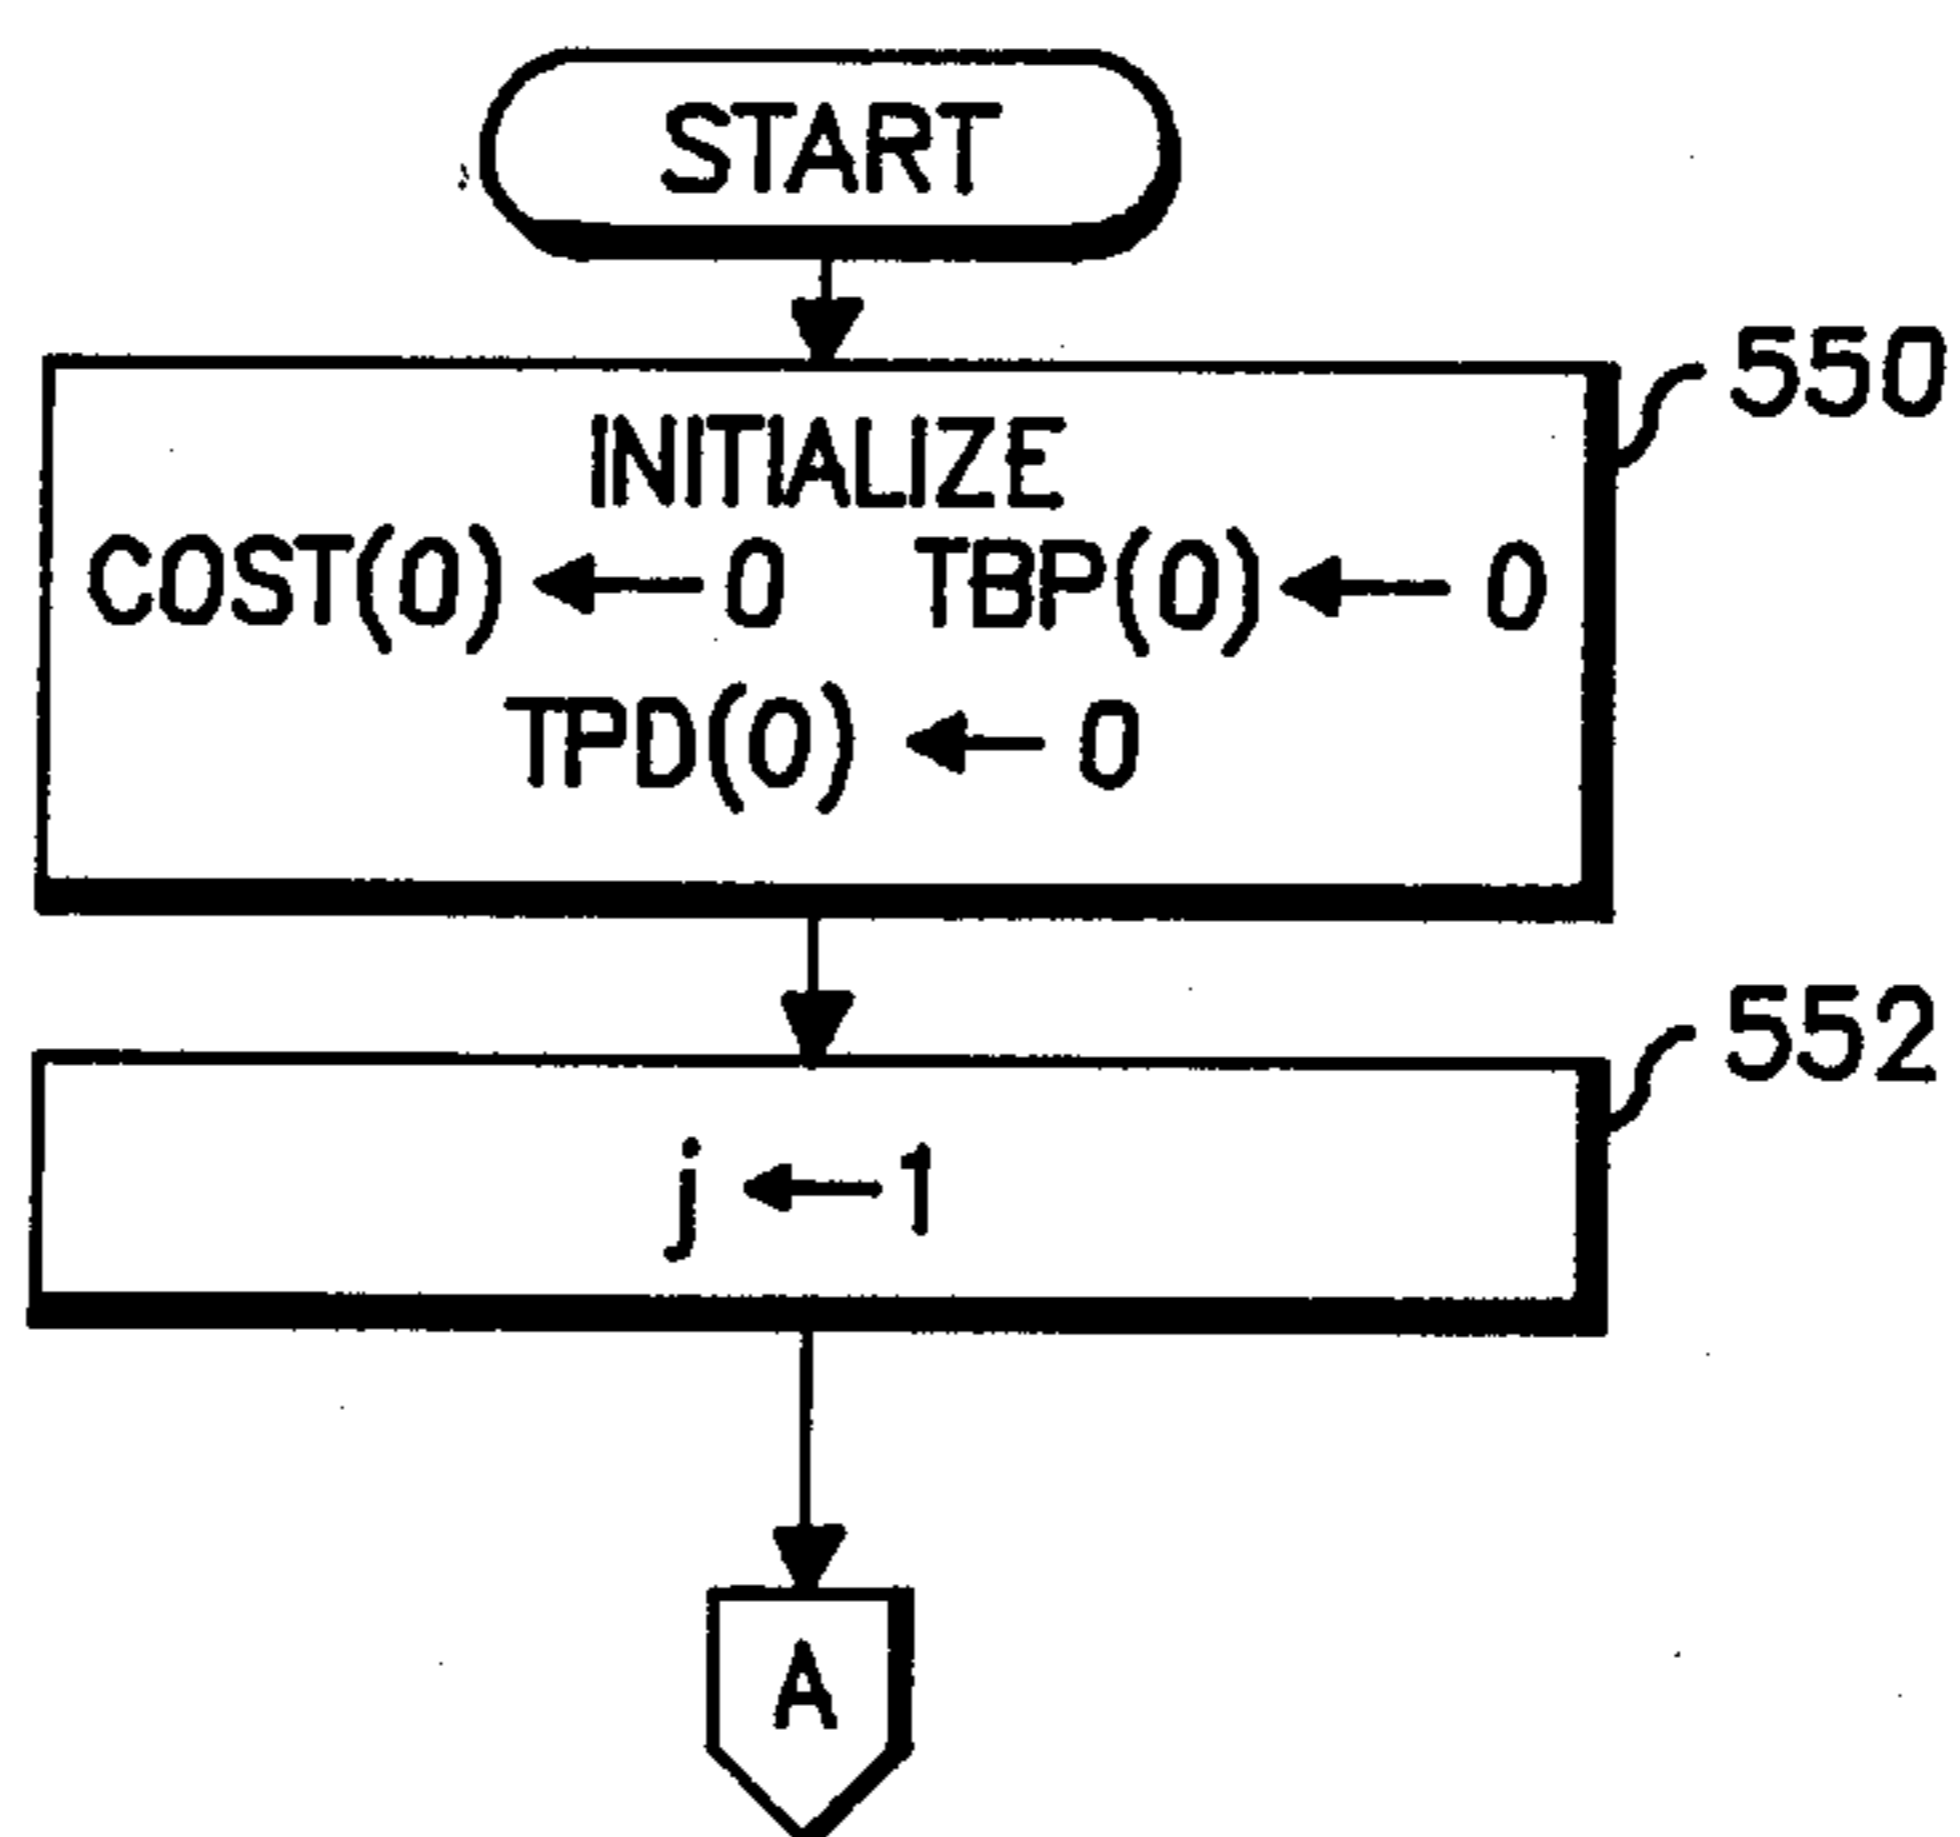 START
550
INITIALIZE
COST(0) ← 0 TBP(0) ← 0
TPD(0) ← 0
552
j ← 1
A